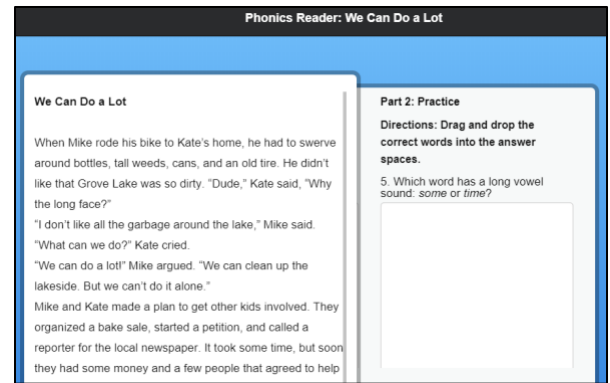 Phonics Reader: We Can Do a Lot
We Can Do a Lot
When Mike rode his bike to Kate's home, he had to swerve
around bottles, tall weeds, cans, and an old tire. He didn't
like that Grove Lake was so dirty. "Dude," Kate said, "Why
the long face?"
"I don't like all the garbage around the lake," Mike said.
"What can we do?" Kate cried.
"We can do a lot!" Mike argued. "We can clean up the
lakeside. But we can't do it alone."
Mike and Kate made a plan to get other kids involved. They
organized a bake sale, started a petition, and called a
reporter for the local newspaper. It took some time, but soon
they had some money and a few people that agreed to help
Part 2: Practice
Directions: Drag and drop the
correct words into the answer
spaces.
5. Which word has a long vowel
sound: some or time?